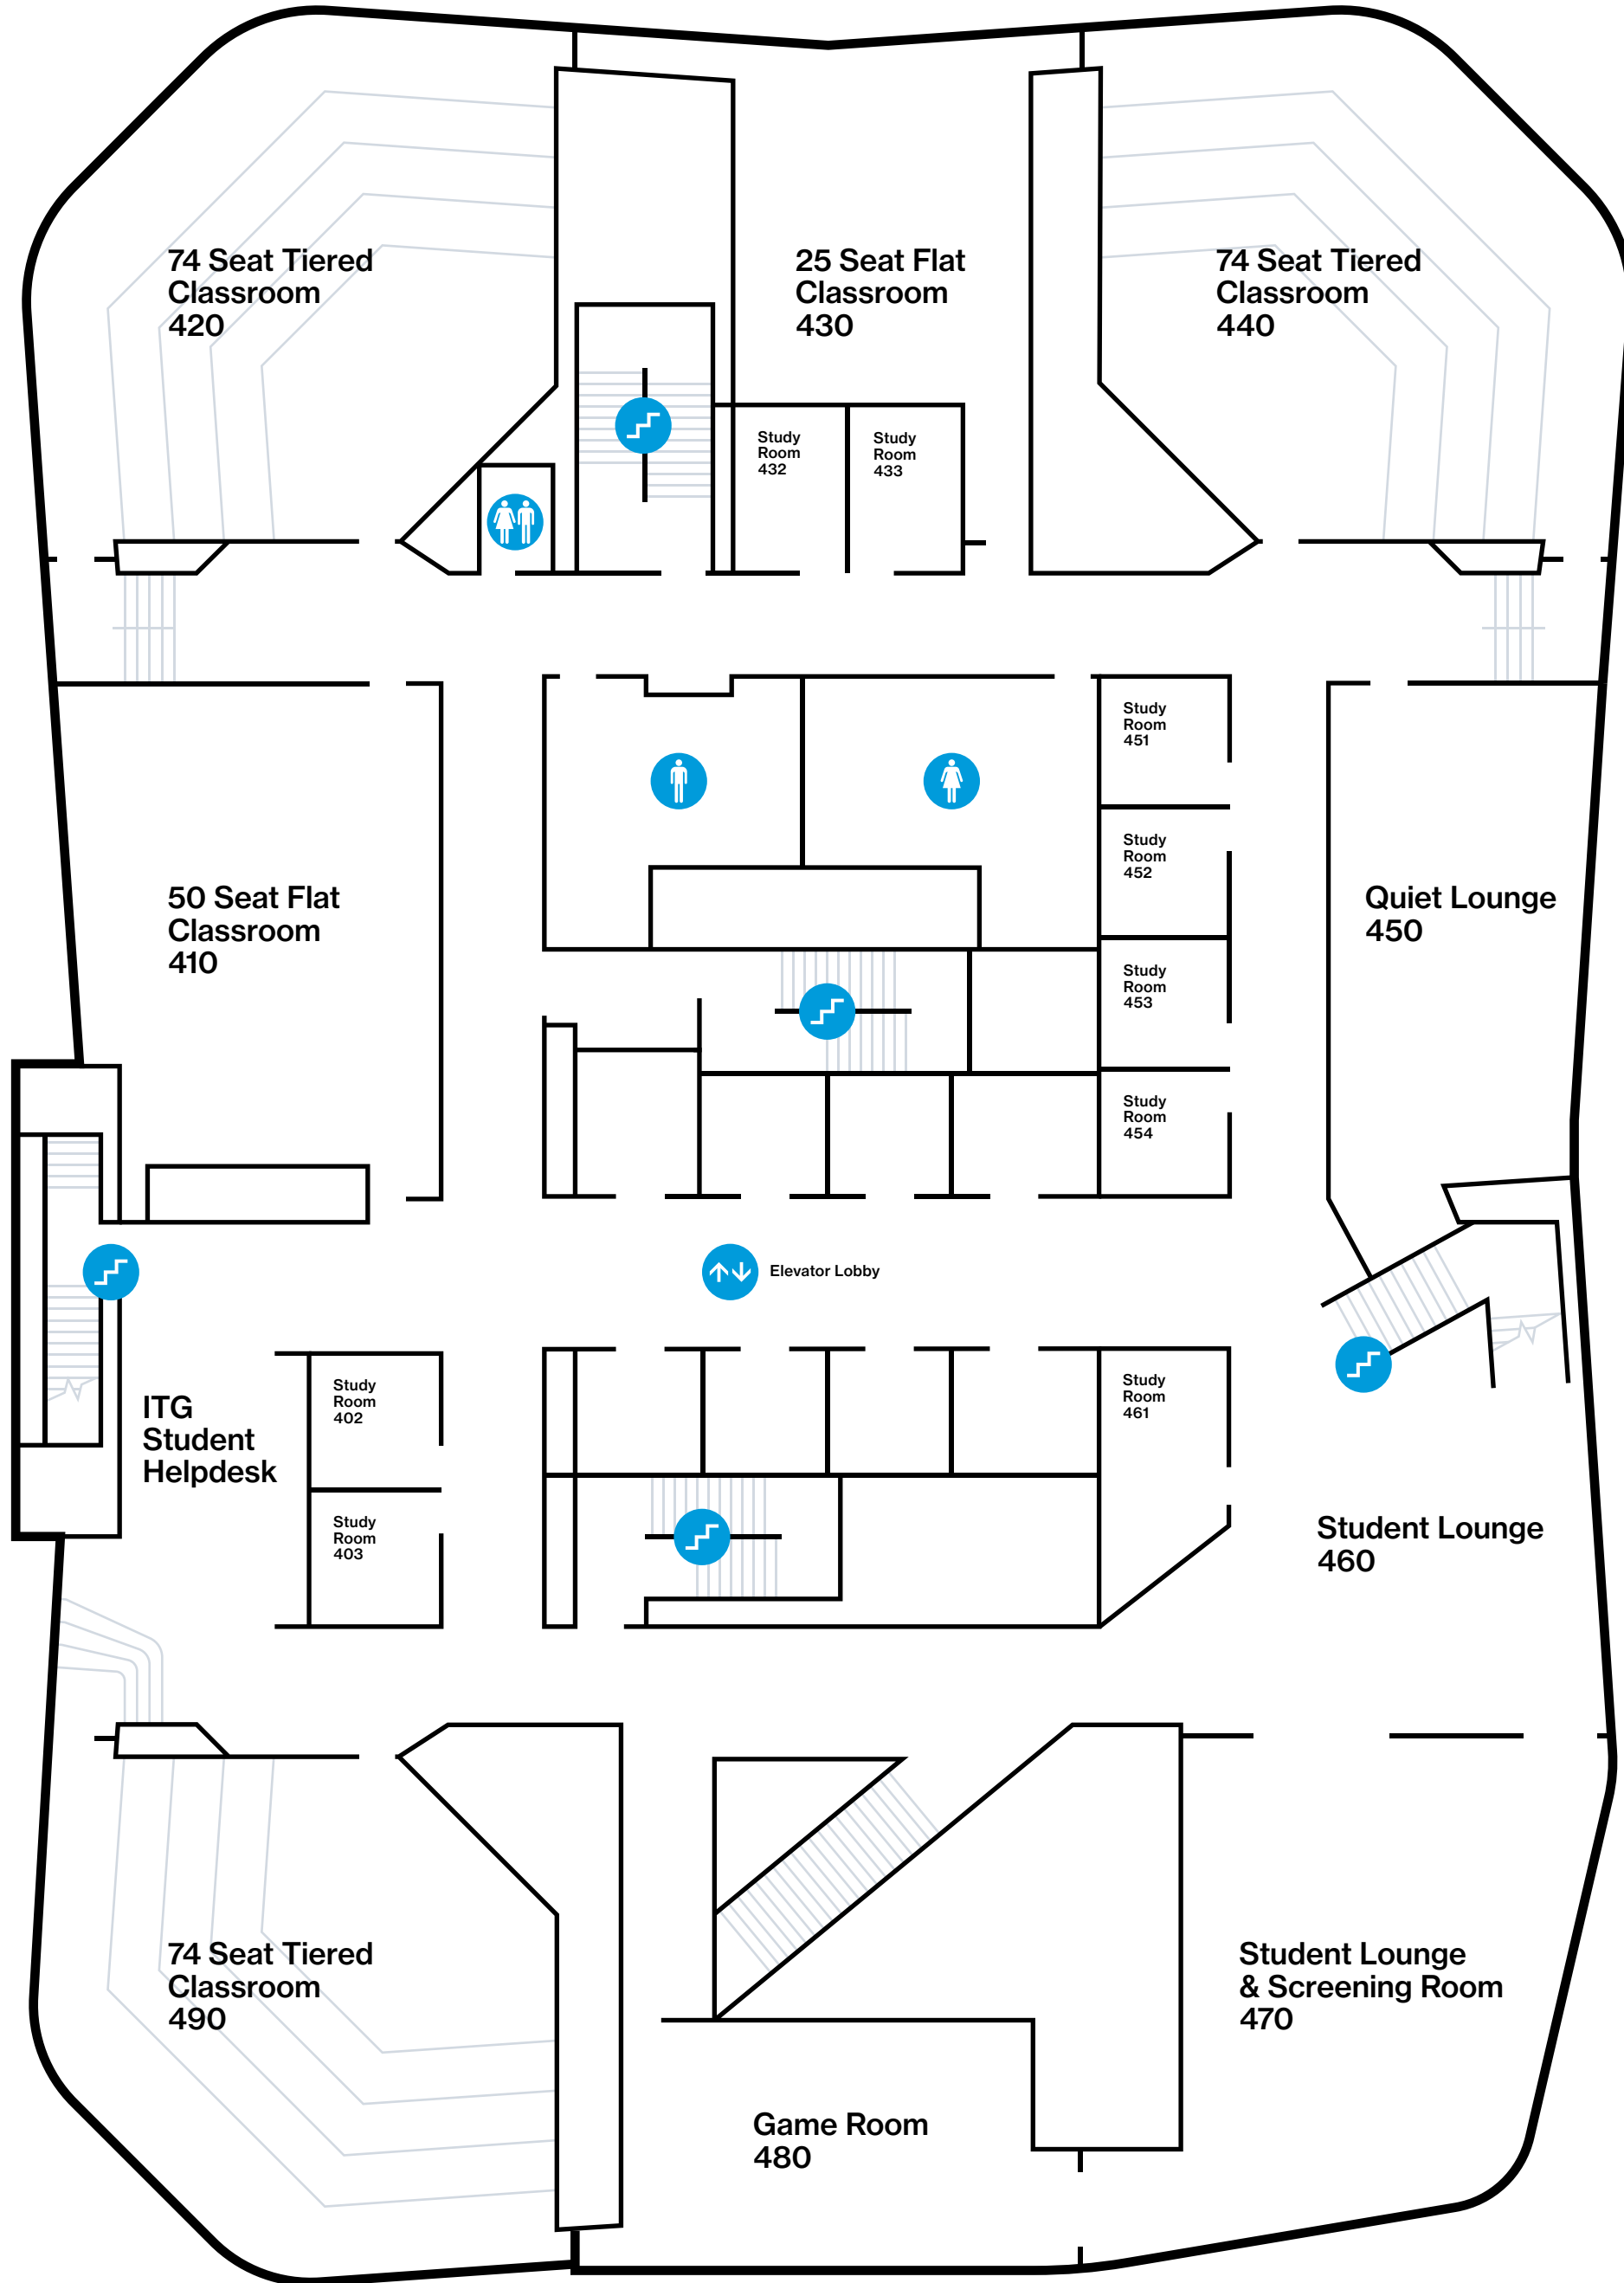 74 Seat Tiered
Classroom
420
25 Seat Flat
Classroom
430
74 Seat Tiered
Classroom
440
Study
Room
432
Study
Room
433
Study
Room
451
Study
Room
452
50 Seat Flat
Classroom
410
Quiet Lounge
450
Study
Room
453
Study
Room
454
Elevator Lobby
ITG
Student
Helpdesk
Study
Room
402
Study
Room
461
Study
Room
403
Student Lounge
460
74 Seat Tiered
Classroom
490
Student Lounge
& Screening Room
470
Game Room
480